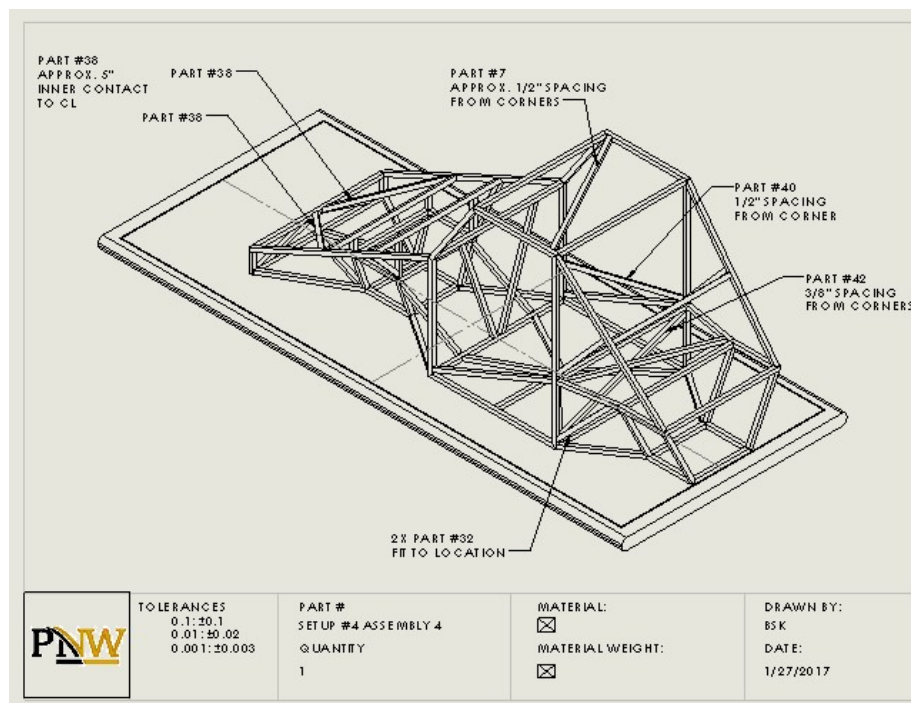 PART #38
APPROX. 5"
INNER CONTACT
TO CL
PART #38
PART #38
PART #7
APPROX. 1/2" SPACING
FROM CORNERS
PART #40
1/2" SPACING
FROM CORNER
PART #42
3/8" SPACING
FROM CORNERS
2X PART #32
FIT TO LOCATION
PNW
TOLERANCES
0.1:±0.1
0.01:±0.02
0.001:±0.003
PART #
SETUP #4 ASSEMBLY 4
QUANTITY
1
MATERIAL:
MATERIAL WEIGHT:
DRAWN BY:
BSK
DATE:
1/27/2017